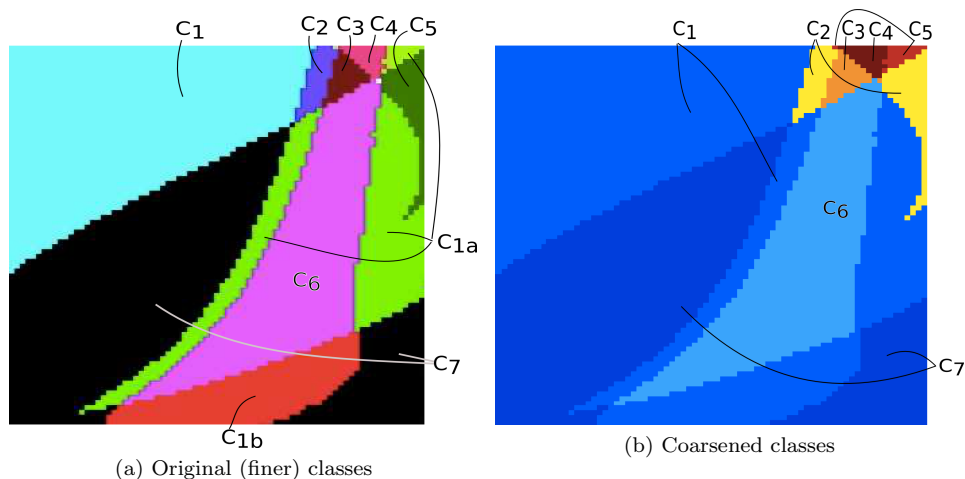 C1 C2 C3 C4 C5
C1a
C6
C7
C1b
(a) Original (finer) classes
C1 C2 C3 C4 C5
C6
C7
(b) Coarsened classes